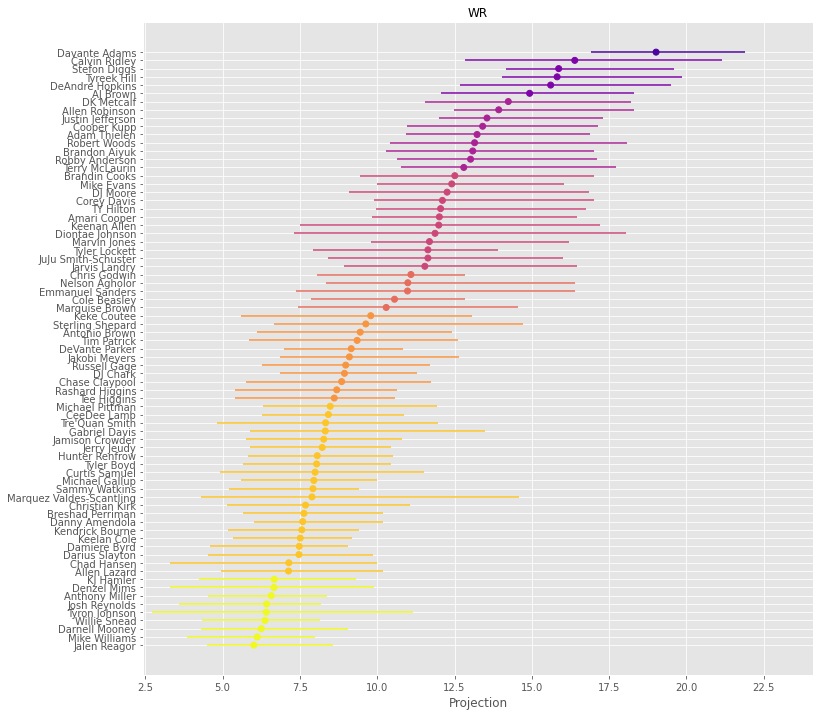 WR
Davante Adams
Calvin Ridley
Stefon Diggs
Tyreek Hill
DeAndre Hopkins
AJ Brown
DK Metcalf
Allen Robinson
Justin Jefferson
Cooper Kupp
Adam Thielen
Robert Woods
Brandon Aiyuk
Robby Anderson
Terry McLaurin
Brandin Cooks
Mike Evans
DJ Moore
Corey Davis
TY Hilton
Amari Cooper
Keenan Allen
Diontae Johnson
Marvin Jones
Tyler Lockett
JuJu Smith-Schuster
Jarvis Landry
Chris Godwin
Nelson Agholor
Emmanuel Sanders
Cole Beasley
Marquise Brown
Keke Coutee
Sterling Shepard
Antonio Brown
Tim Patrick
DeVante Parker
Jakobi Meyers
Russell Gage
DJ Chark
Chase Claypool
Rashard Higgins
Tee Higgins
Michael Pittman
CeeDee Lamb
Tre'Quan Smith
Gabriel Davis
Jamison Crowder
Jerry Jeudy
Hunter Renfrow
Tyler Boyd
Curtis Samuel
Michael Gallup
Sammy Watkins
Marquez Valdes-Scantling
Christian Kirk
Breshad Perriman
Danny Amendola
Kendrick Bourne
Keelan Cole
Damiere Byrd
Darius Slayton
Chad Hansen
Allen Lazard
KJ Hamler
Denzel Mims
Anthony Miller
Josh Reynolds
Tyron Johnson
Willie Snead
Darnell Mooney
Mike Williams
Jalen Reagor
2.5 5.0 7.5 10.0 12.5 15.0 17.5 20.0 22.5
Projection